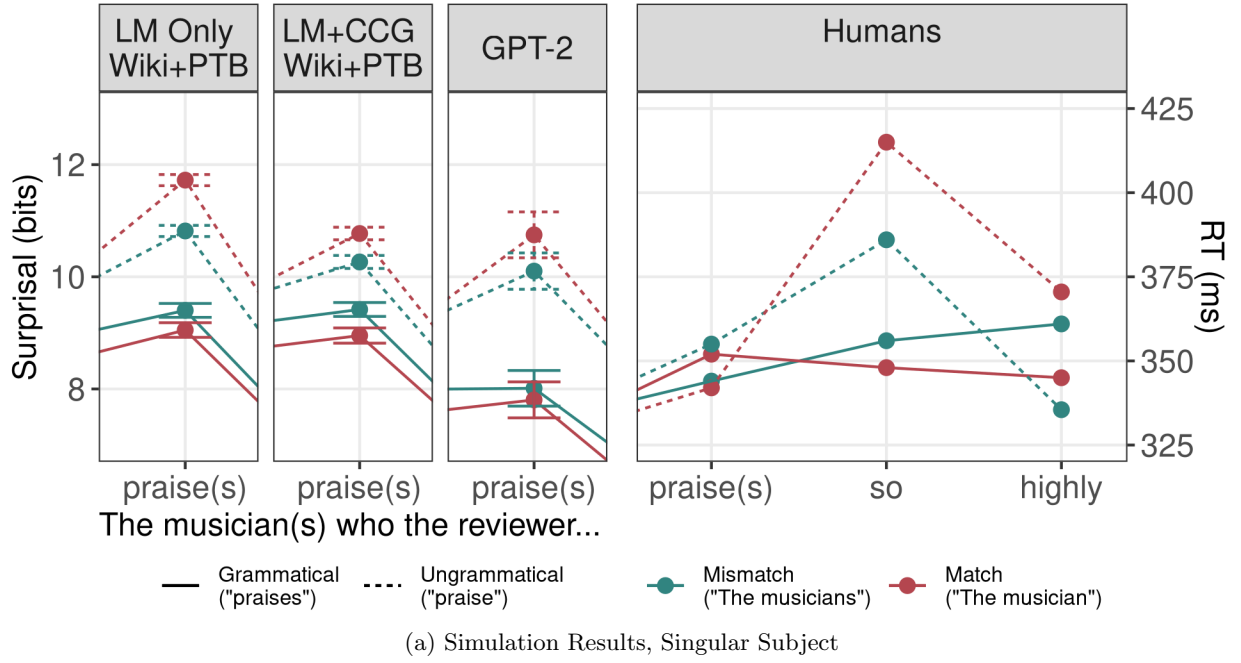 LM Only
Wiki+PTB
LM+CCG
Wiki+PTB
GPT-2
Humans
Surprisal (bits)
12
10
8
425
400
375
350
325
RT (ms)
praise(s)
praise(s)
praise(s)
praise(s)
so
highly
The musician(s) who the reviewer...
Grammatical
("praises")
Ungrammatical
("praise")
Mismatch
("The musicians")
Match
("The musician")
(a) Simulation Results, Singular Subject